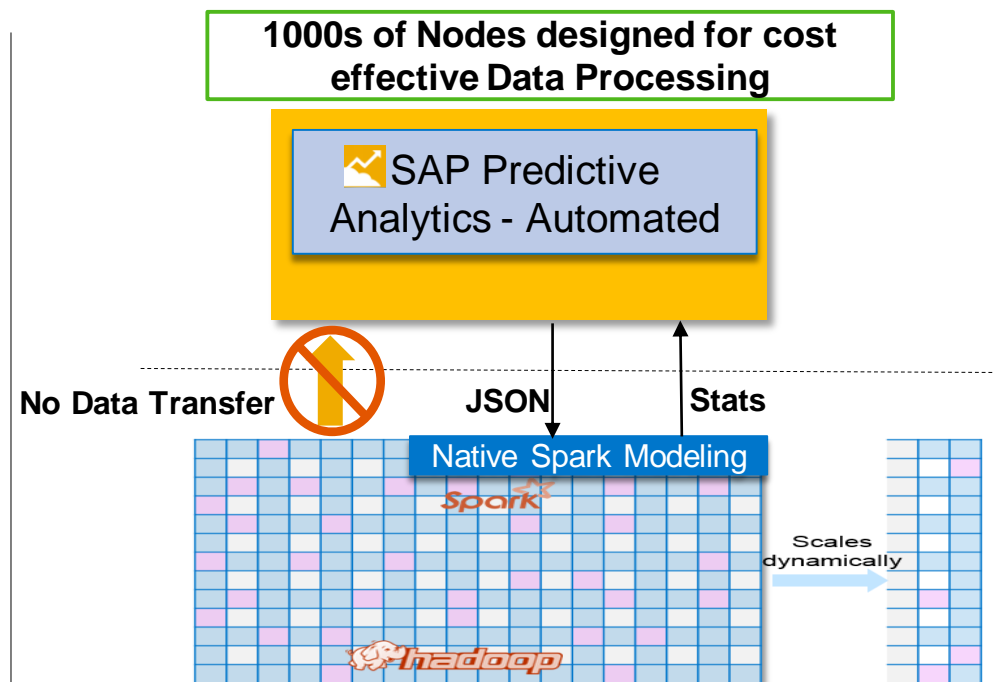 1000s of Nodes designed for cost
effective Data Processing
SAP Predictive
Analytics - Automated
No Data Transfer
JSON
Stats
Native Spark Modeling
Spark
Scales
dynamically
hadoop